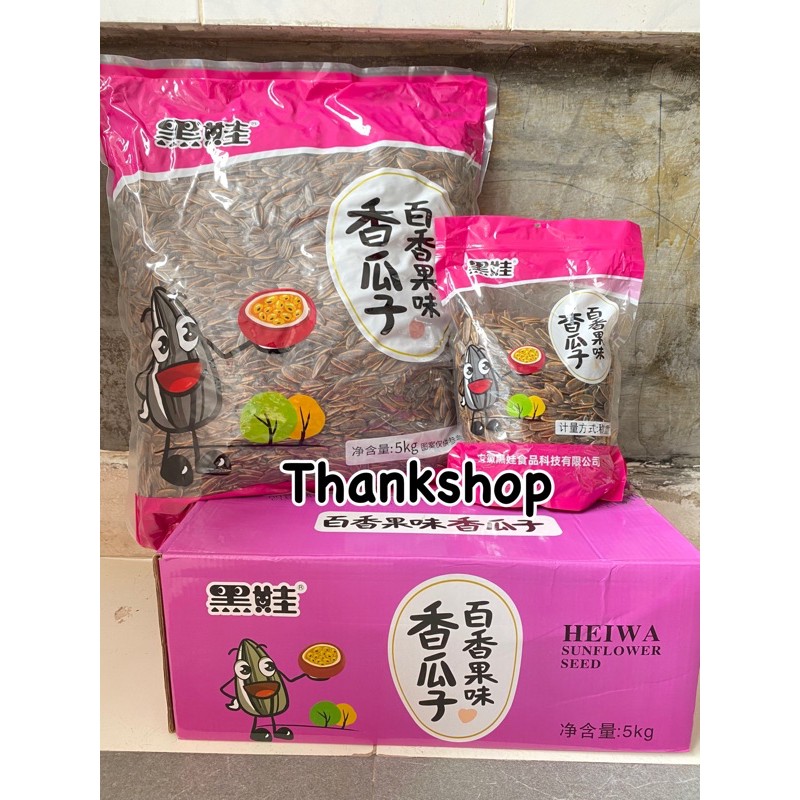 黑娃®
百香果味
香瓜子
净含量:5kg
黑娃®
百香果味
香瓜子
计量方式:
安徽黑娃食品科技有限公司
Thankshop
百香果味香瓜子
黑娃®
百香果味
香瓜子
HEIWA
SUNFLOWER
SEED
净含量:5kg